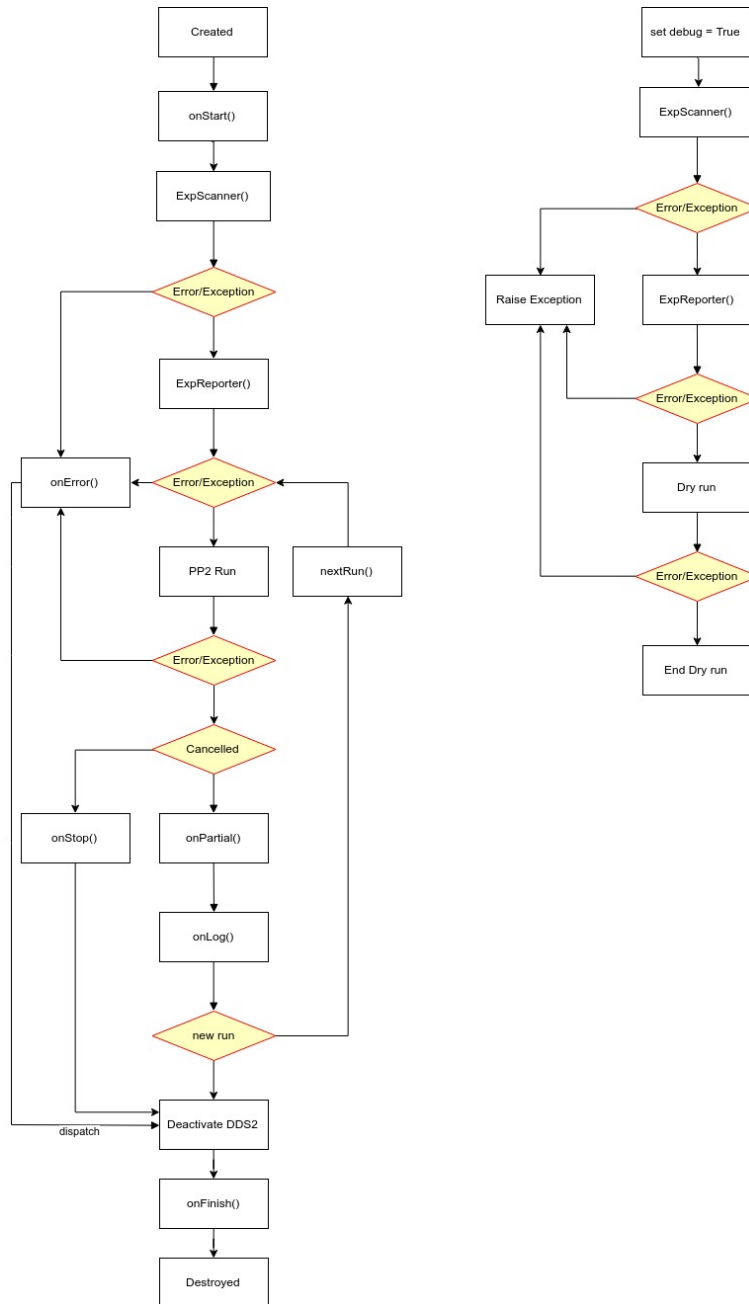 Created
onStart()
ExpScanner()
Error/Exception
ExpReporter()
onError()
Error/Exception
PP2 Run
nextRun()
Error/Exception
Cancelled
onStop()
onPartial()
onLog()
new run
Deactivate DDS2
dispatch
onFinish()
Destroyed
set debug = True
ExpScanner()
Error/Exception
Raise Exception
ExpReporter()
Error/Exception
Dry run
Error/Exception
End Dry run